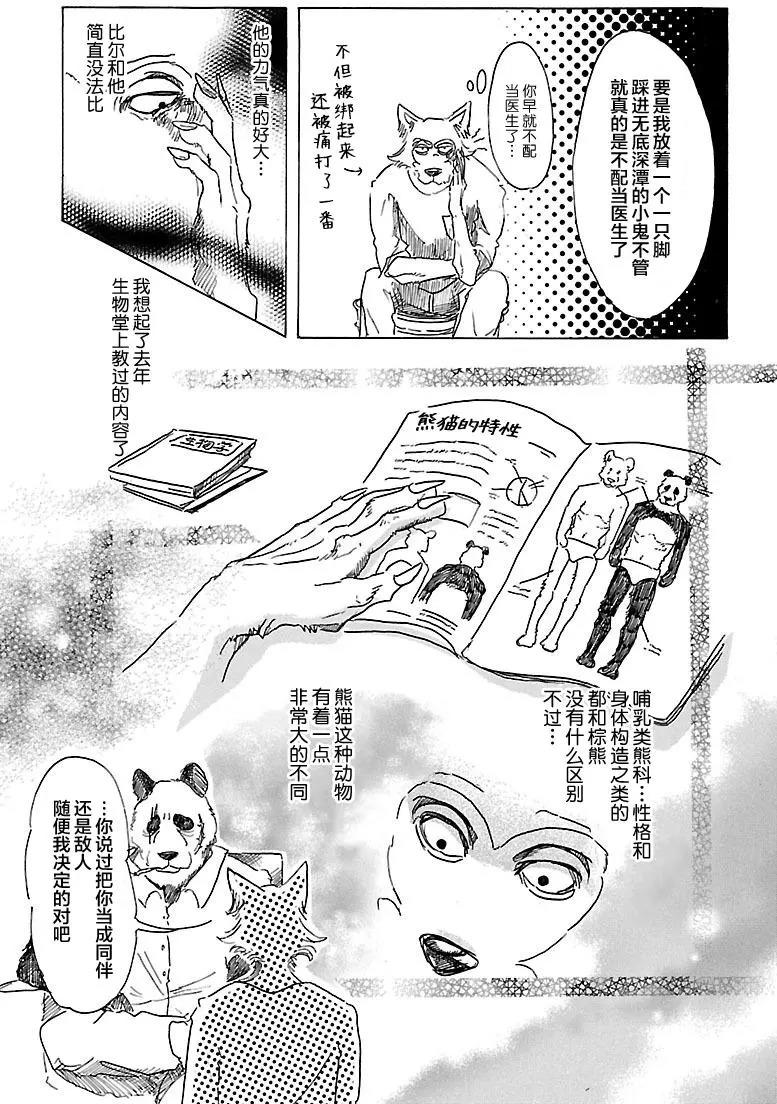 要是我放着一个一只脚
踩进无底深潭的小鬼不管
就真的是不配当医生了
你早就不配
当医生了…
不但被绑起来
还被痛打了一番
他的力气真的好大…
比尔和他
简直没法比
我想起了去年
生物堂上教过的内容了
生物学
熊猫的特性
哺乳类熊科…性格和
身体构造之类的
都和棕熊
没有什么区别
不过…
熊猫这种动物
有着一点
非常大的不同
…你说过把你当成同伴
还是敌人
随便我决定的对吧